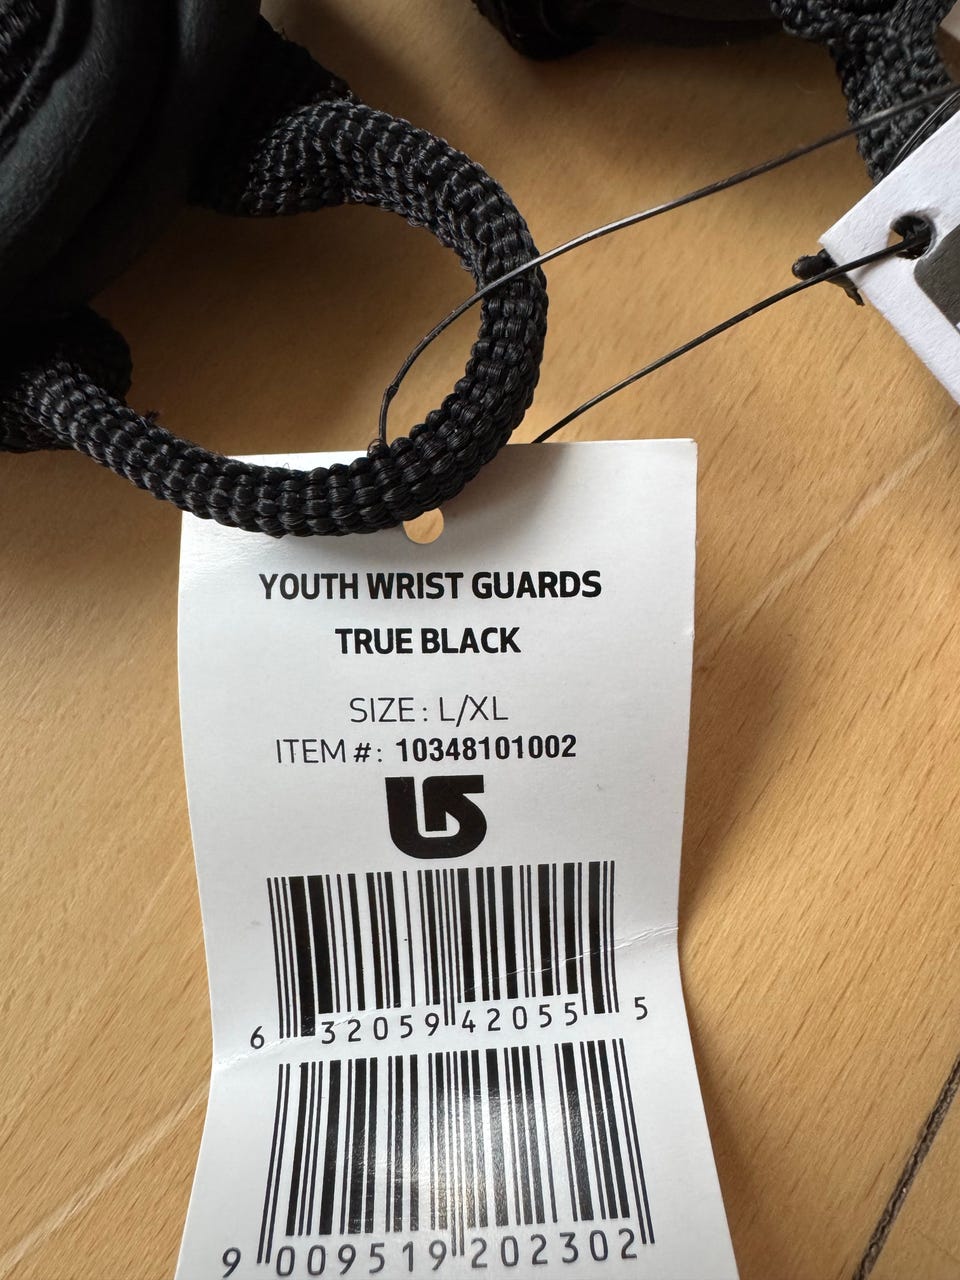 YOUTH WRIST GUARDS
TRUE BLACK
SIZE: L/XL
ITEM #: 10348101002
6 32059 42055 5
9 009519 202302